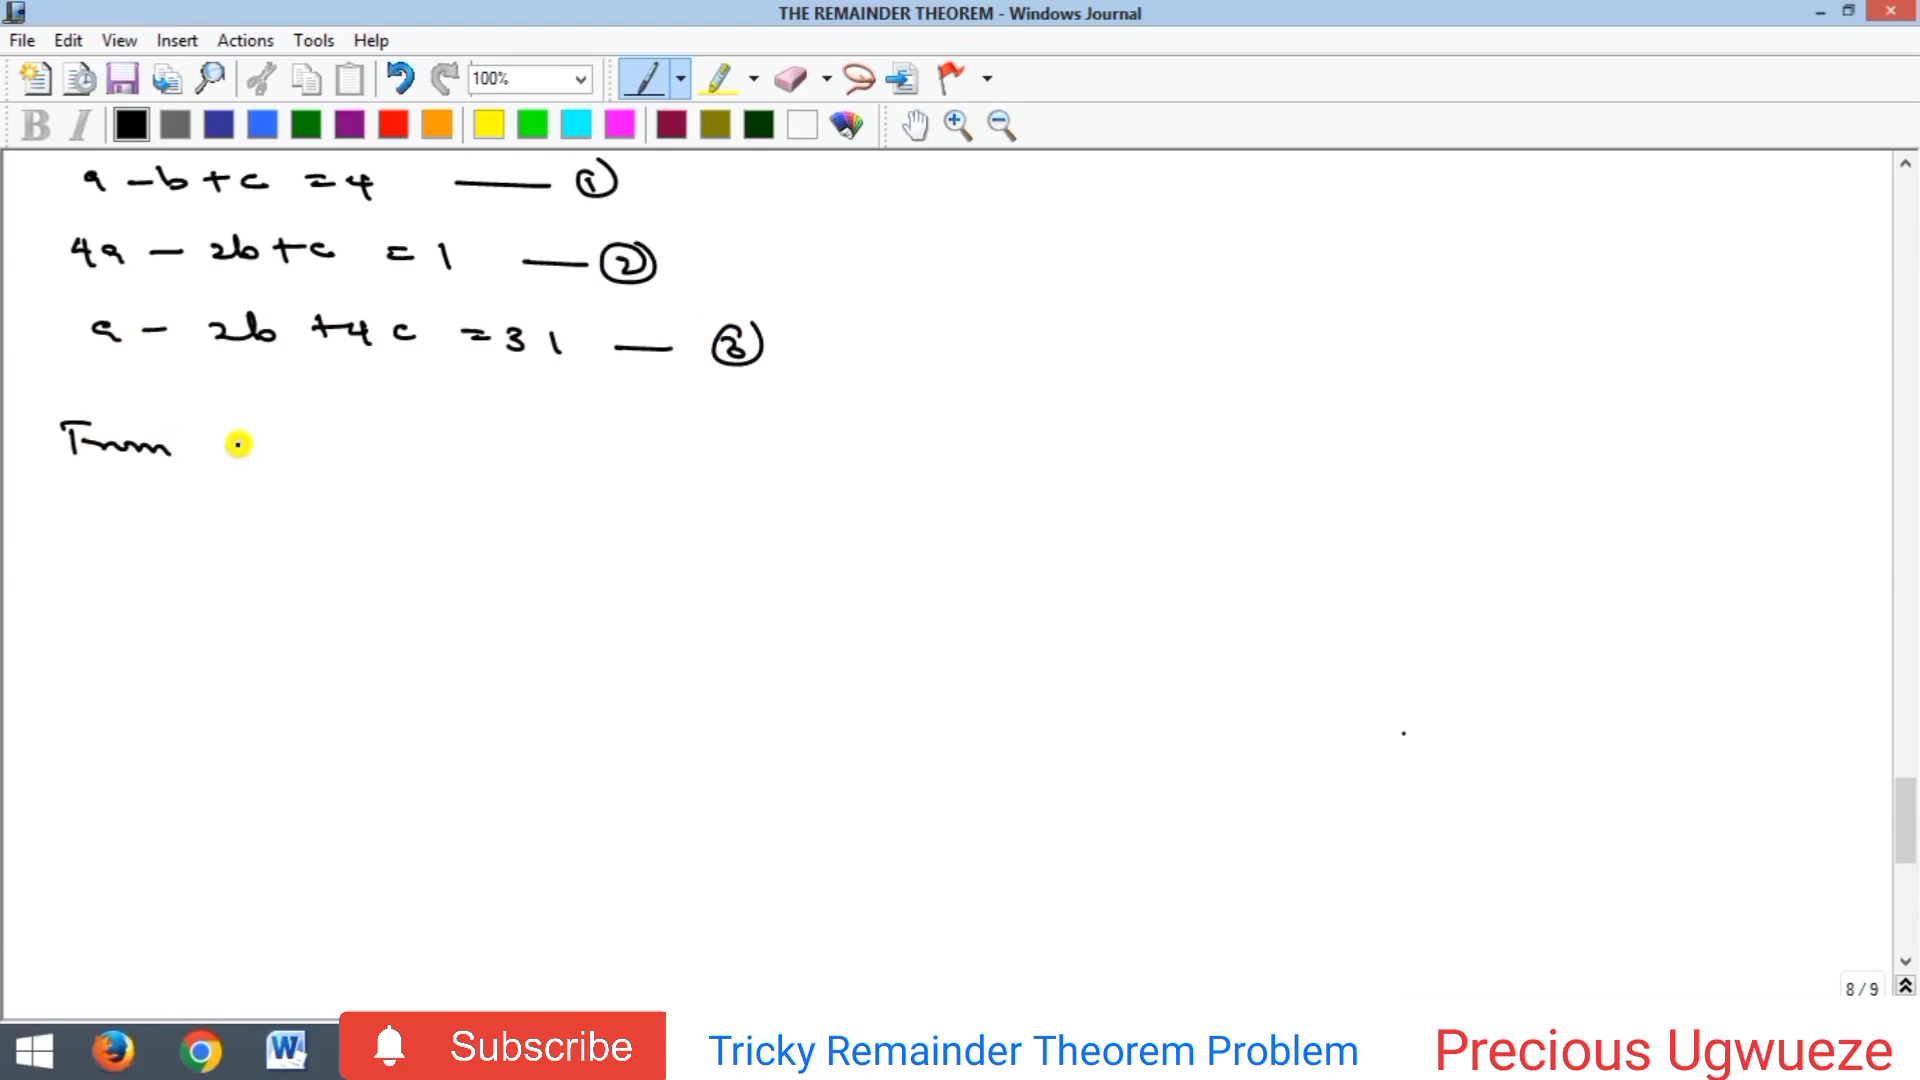 THE REMAINDER THEOREM - Windows Journal
File Edit View Insert Actions Tools Help
100%
B I
a - b + c = 4 —— ①
4a - 2b + c = 1 —— ②
a - 2b + 4c = 31 — ③
From
8 / 9
Subscribe
Tricky Remainder Theorem Problem
Precious Ugwueze